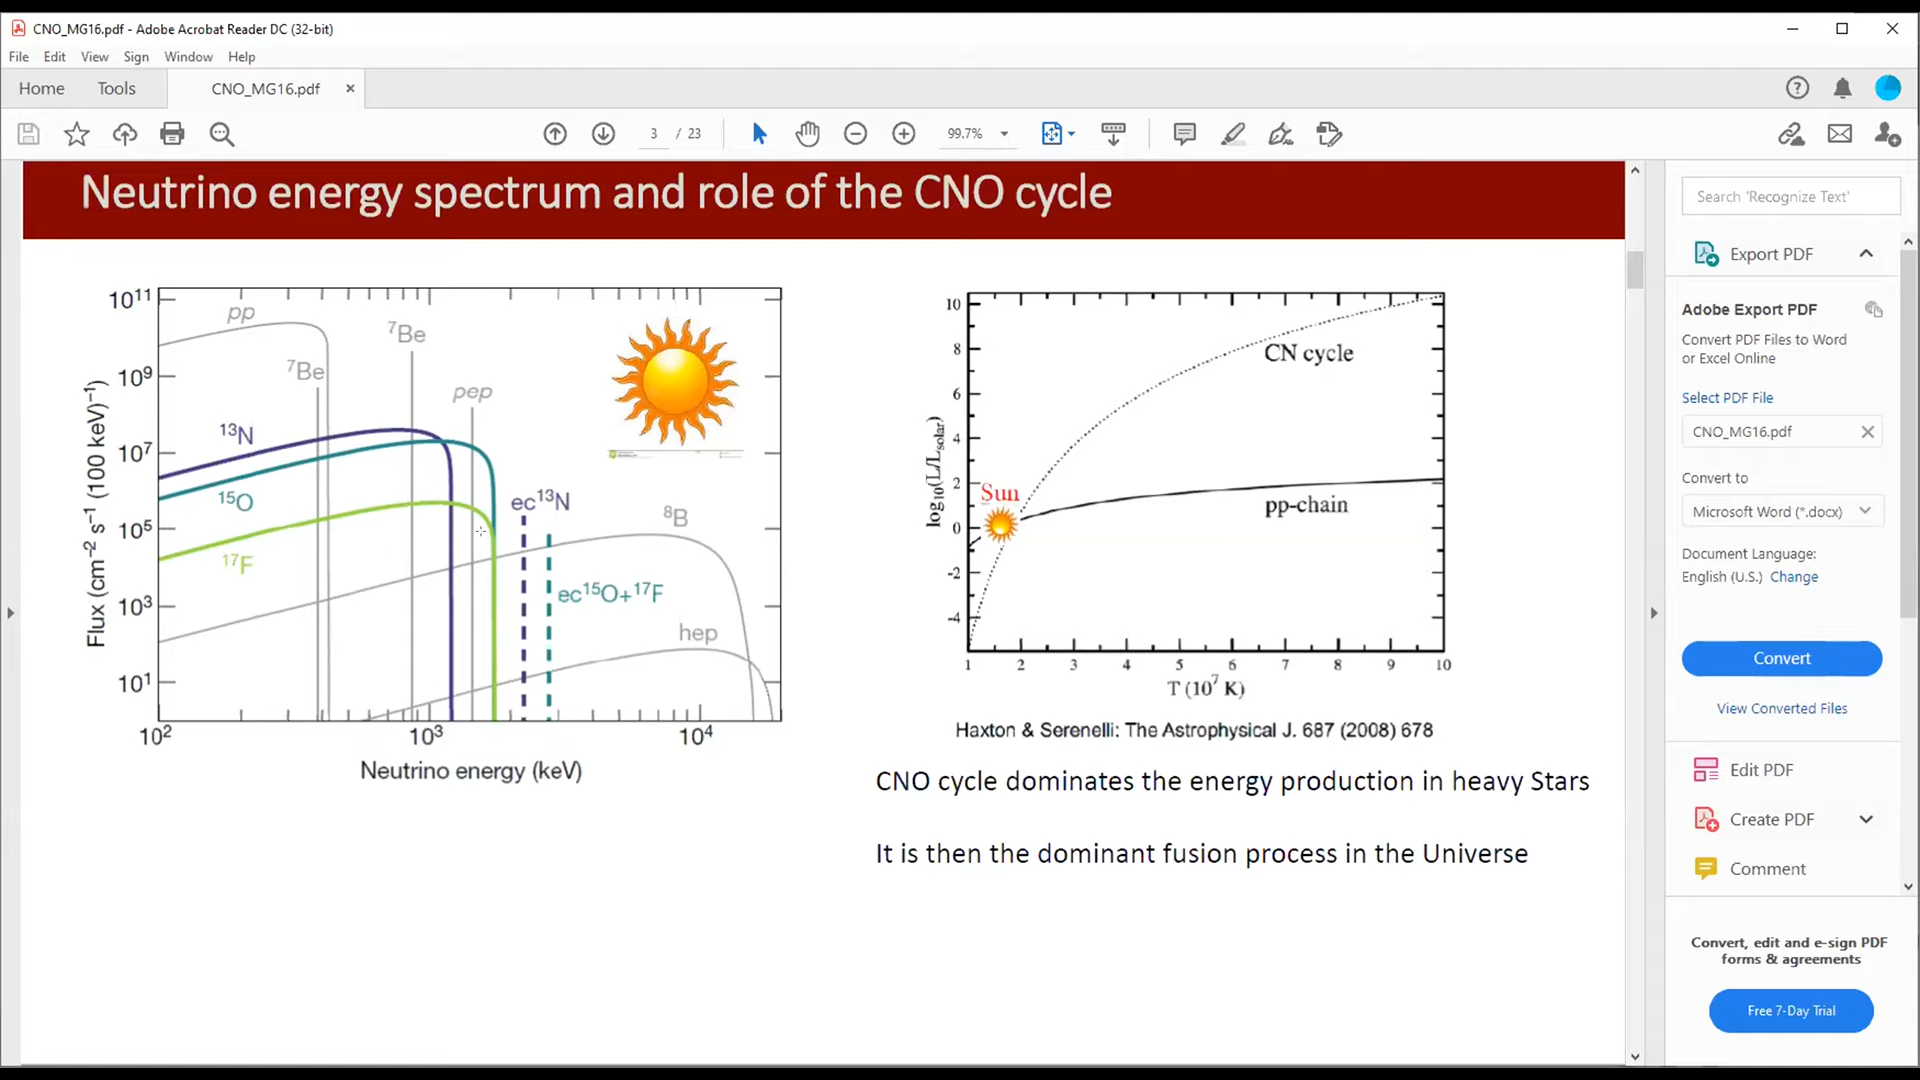 CNO_MG16.pdf - Adobe Acrobat Reader DC (32-bit)
File Edit View Window Help
Home Tools CNO_MG16.pdf
3 / 23 99.7%
Neutrino energy spectrum and role of the CNO cycle
Flux (cm⁻² s⁻¹ (100 keV)⁻¹)
10¹¹
10⁹
10⁷
10⁵
10³
10¹
pp
⁷Be
⁷Be
pep
¹³N
¹⁵O
¹⁷F
ec¹³N
⁸B
ec¹⁵O+¹⁷F
hep
10² 10³ 10⁴
Neutrino energy (keV)
log₁₀(L/Lsolar)
10
8
6
4
2
0
-2
-4
CN cycle
Sun
pp-chain
1 2 3 4 5 6 7 8 9 10
T (10⁷ K)
Haxton & Serenelli: The Astrophysical J. 687 (2008) 678
CNO cycle dominates the energy production in heavy Stars
It is then the dominant fusion process in the Universe
Search 'Recognize Text'
Export PDF
Adobe Export PDF
Convert PDF Files to Word
or Excel Online
Select PDF File
CNO_MG16.pdf
Convert to
Microsoft Word (*.docx)
Document Language:
English (U.S.) Change
Convert
View Converted Files
Edit PDF
Create PDF
Comment
Convert, edit and e-sign PDF
forms & agreements
Free 7-Day Trial